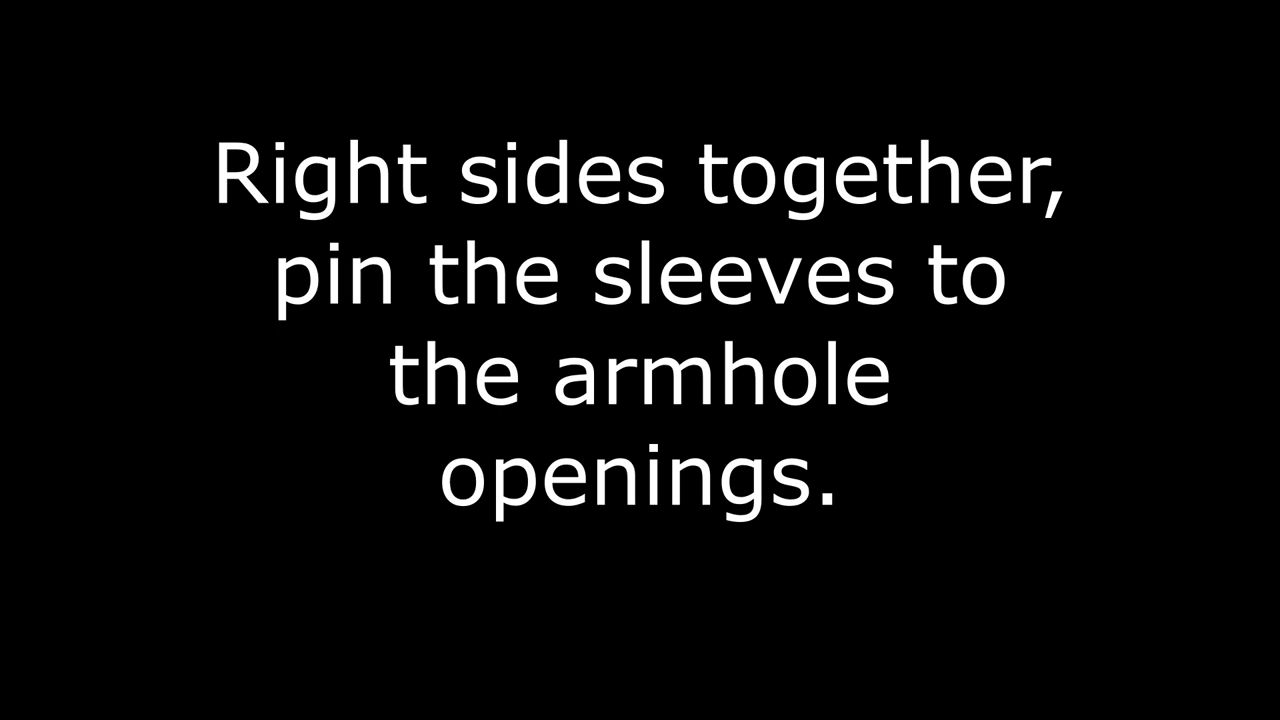 Right sides together,
pin the sleeves to
the armhole
openings.